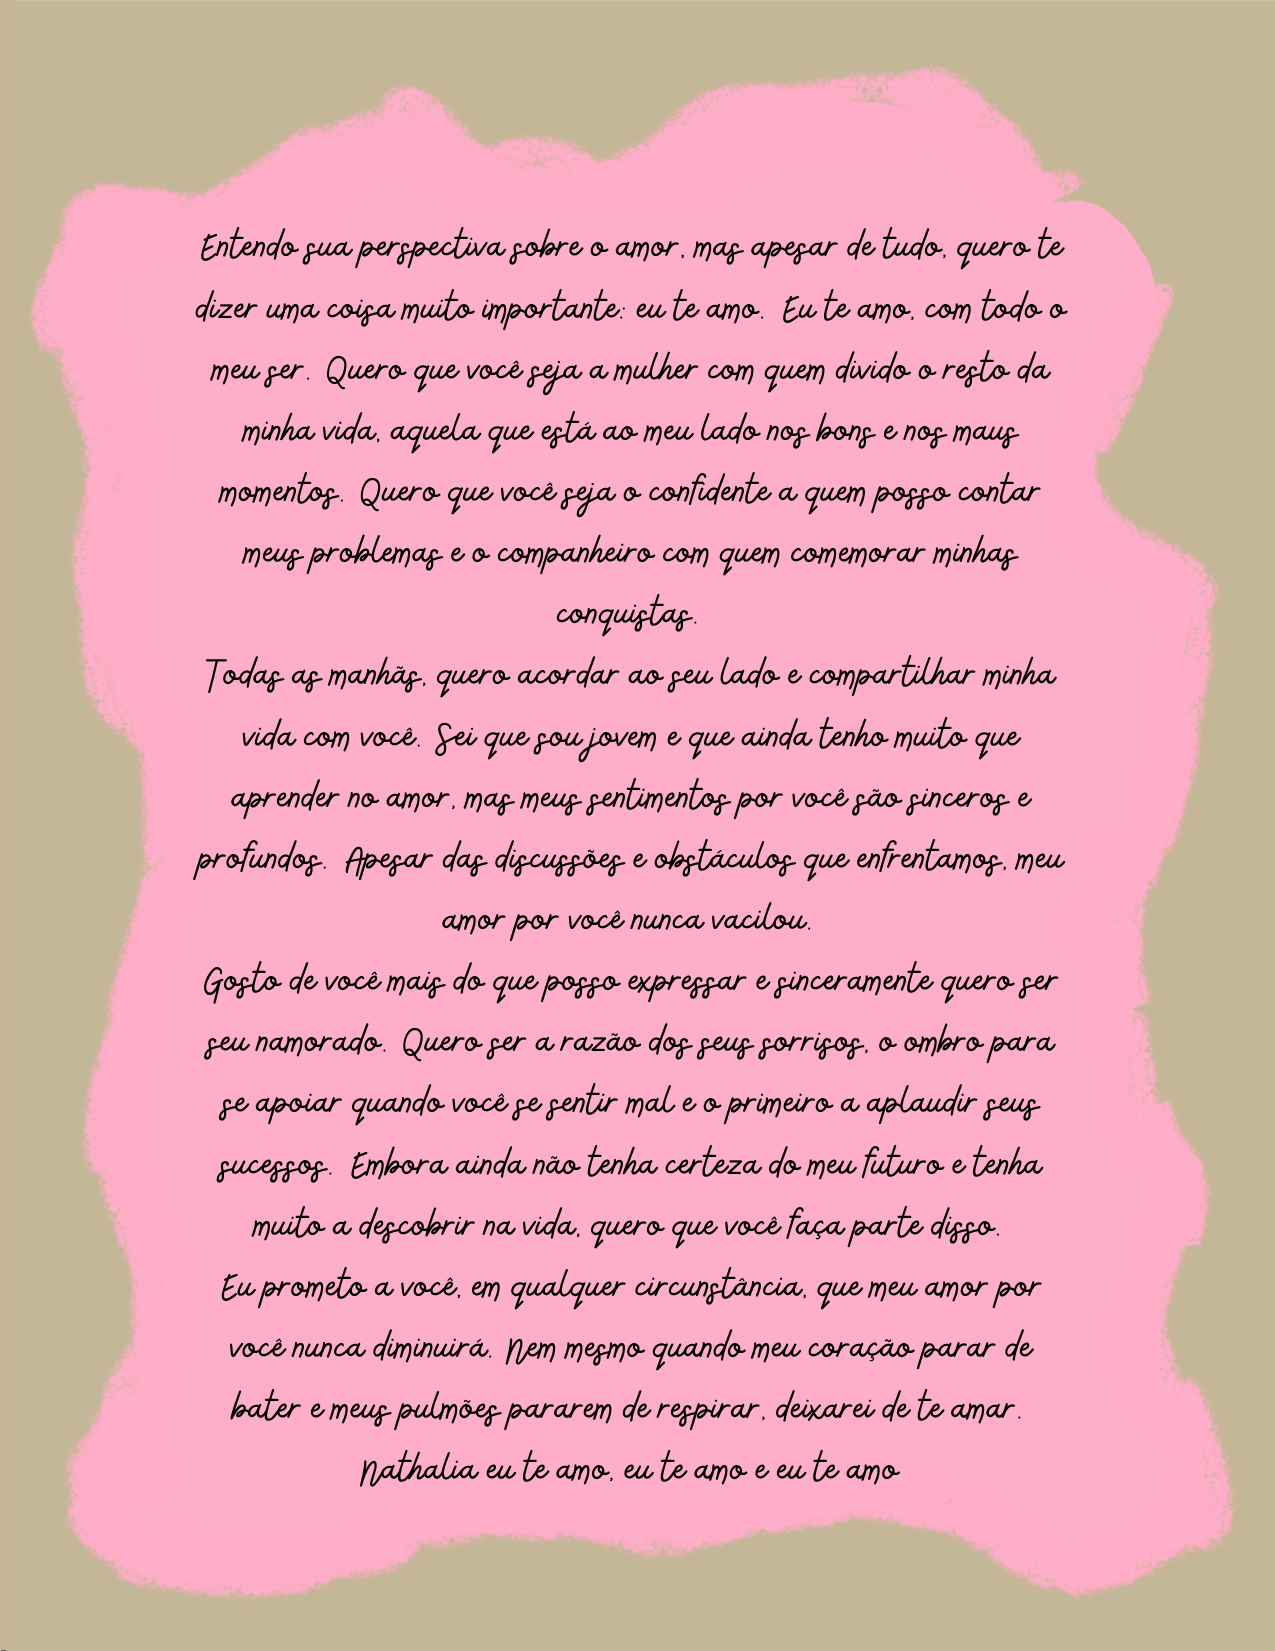 Entendo sua perspectiva sobre o amor, mas apesar de tudo, quero te
dizer uma coisa muito importante: eu te amo. Eu te amo, com todo o
meu ser. Quero que você seja a mulher com quem divido o resto da
minha vida, aquela que está ao meu lado nos bons e nos maus
momentos. Quero que você seja o confidente a quem posso contar
meus problemas e o companheiro com quem comemorar minhas
conquistas.
Todas as manhãs, quero acordar ao seu lado e compartilhar minha
vida com você. Sei que sou jovem e que ainda tenho muito que
aprender no amor, mas meus sentimentos por você são sinceros e
profundos. Apesar das discussões e obstáculos que enfrentamos, meu
amor por você nunca vacilou.
Gosto de você mais do que posso expressar e sinceramente quero ser
seu namorado. Quero ser a razão dos seus sorrisos, o ombro para
se apoiar quando você se sentir mal e o primeiro a aplaudir seus
sucessos. Embora ainda não tenha certeza do meu futuro e tenha
muito a descobrir na vida, quero que você faça parte disso.
Eu prometo a você, em qualquer circunstância, que meu amor por
você nunca diminuirá. Nem mesmo quando meu coração parar de
bater e meus pulmões pararem de respirar, deixarei de te amar.
Nathalia eu te amo, eu te amo e eu te amo